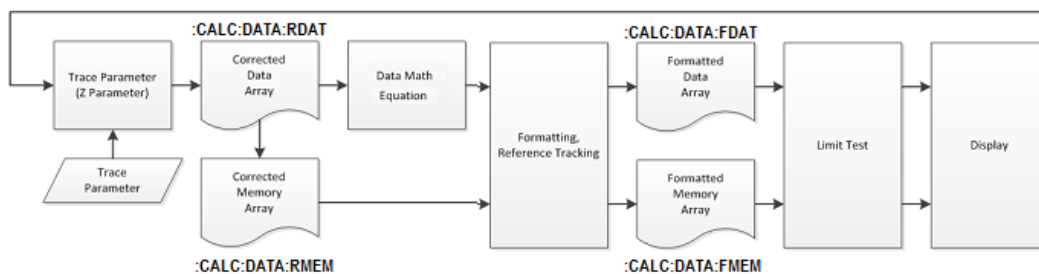 :CALC:DATA:RDAT
:CALC:DATA:FDAT
Trace Parameter
(Z Parameter)
Corrected
Data
Array
Data Math
Equation
Formatting,
Reference Tracking
Formatted
Data
Array
Limit Test
Display
Trace
Parameter
Corrected
Memory
Array
Formatted
Memory
Array
:CALC:DATA:RMEM
:CALC:DATA:FMEM